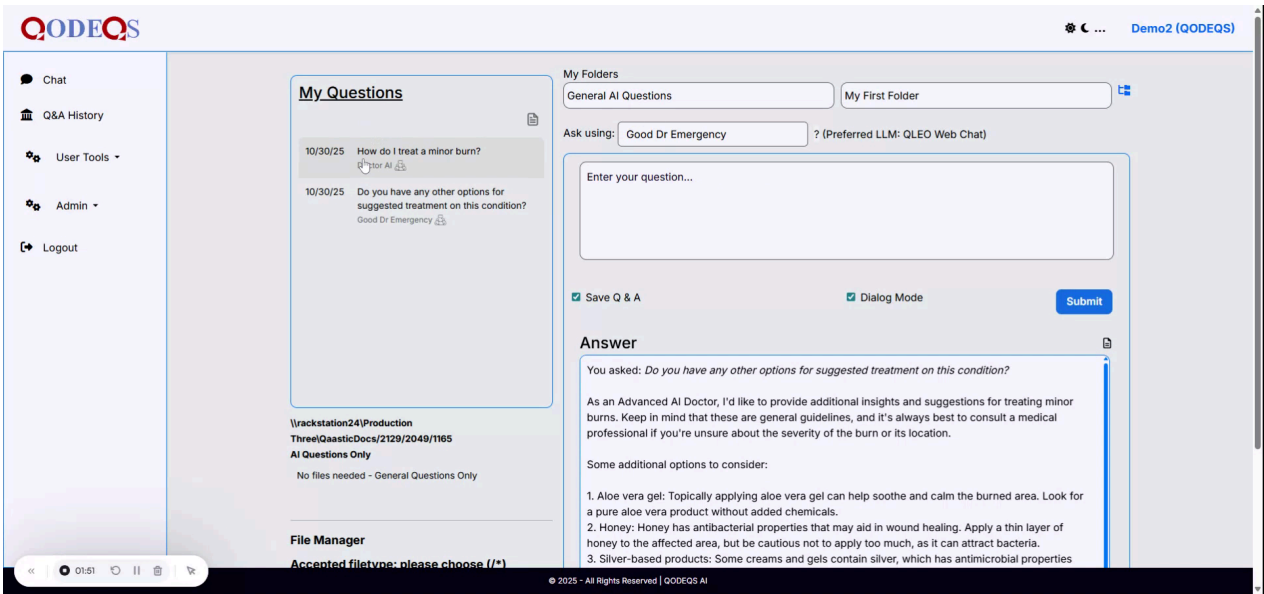 QODEQS
Demo2 (QODEQS)
Chat
Q&A History
User Tools
Admin
Logout
My Questions
10/30/25 How do I treat a minor burn?
AI
10/30/25 Do you have any other options for
suggested treatment on this condition?
Good Dr Emergency
\\rackstation24\Production
Three\QaasticDocs/2129/2049/1165
AI Questions Only
No files needed - General Questions Only
File Manager
Accepted filetype: please choose (/*)
My Folders
General AI Questions
My First Folder
Ask using: Good Dr Emergency ? (Preferred LLM: QLEO Web Chat)
Enter your question...
Save Q & A
Dialog Mode
Submit
Answer
You asked: Do you have any other options for suggested treatment on this condition?
As an Advanced AI Doctor, I'd like to provide additional insights and suggestions for treating minor
burns. Keep in mind that these are general guidelines, and it's always best to consult a medical
professional if you're unsure about the severity of the burn or its location.
Some additional options to consider:
1. Aloe vera gel: Topically applying aloe vera gel can help soothe and calm the burned area. Look for
a pure aloe vera product without added chemicals.
2. Honey: Honey has antibacterial properties that may aid in wound healing. Apply a thin layer of
honey to the affected area, but be cautious not to apply too much, as it can attract bacteria.
3. Silver-based products: Some creams and gels contain silver, which has antimicrobial properties
01:51
© 2025 - All Rights Reserved | QODEQS AI